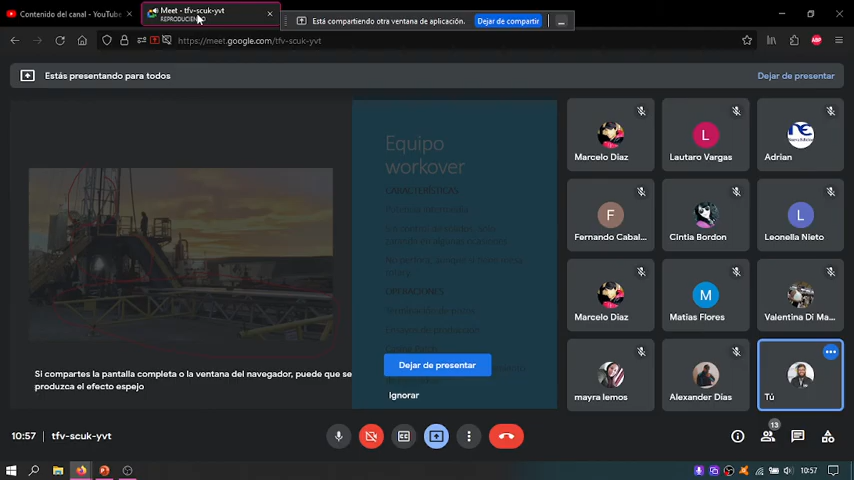 Contenido del canal - YouTube
Meet - tfv-scuk-yvt
REPRODUCIENDO
Está compartiendo otra ventana de aplicación.
Dejar de compartir
https://meet.google.com/tfv-scuk-yvt
ABP
Estás presentando para todos
Dejar de presentar
Equipo
workover
CARACTERÍSTICAS
OPERACIONES
Dejar de presentar
Ignorar
Si compartes la pantalla completa o la ventana del navegador, puede que se
produzca el efecto espejo
Marcelo Diaz
L
Lautaro Vargas
Adrian
F
Fernando Cabal...
Cintia Bordon
L
Leonella Nieto
Marcelo Diaz
M
Matias Flores
Valentina Di Ma...
mayra lemos
Alexander Dias
Tú
10:57
tfv-scuk-yvt
13
10:57